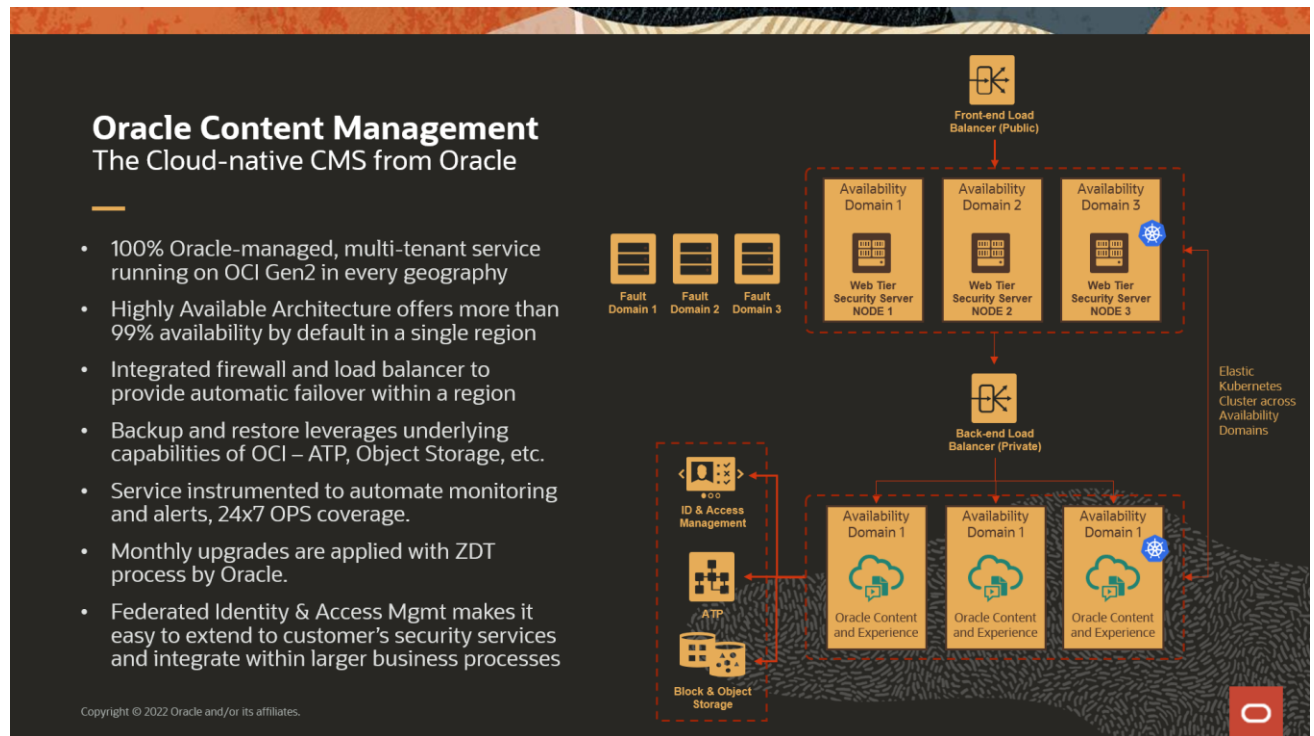 Oracle Content Management
The Cloud-native CMS from Oracle
• 100% Oracle-managed, multi-tenant service
running on OCI Gen2 in every geography
• Highly Available Architecture offers more than
99% availability by default in a single region
• Integrated firewall and load balancer to
provide automatic failover within a region
• Backup and restore leverages underlying
capabilities of OCI – ATP, Object Storage, etc.
• Service instrumented to automate monitoring
and alerts, 24x7 OPS coverage.
• Monthly upgrades are applied with ZDT
process by Oracle.
• Federated Identity & Access Mgmt makes it
easy to extend to customer's security services
and integrate within larger business processes
Copyright © 2022 Oracle and/or its affiliates.
Front-end Load
Balancer (Public)
Availability
Domain 1
Web Tier
Security Server
NODE 1
Availability
Domain 2
Web Tier
Security Server
NODE 2
Availability
Domain 3
Web Tier
Security Server
NODE 3
Fault
Domain 1
Fault
Domain 2
Fault
Domain 3
Elastic
Kubernetes
Cluster across
Availability
Domains
Back-end Load
Balancer (Private)
ID & Access
Management
ATP
Block & Object
Storage
Availability
Domain 1
Oracle Content
and Experience
Availability
Domain 1
Oracle Content
and Experience
Availability
Domain 1
Oracle Content
and Experience